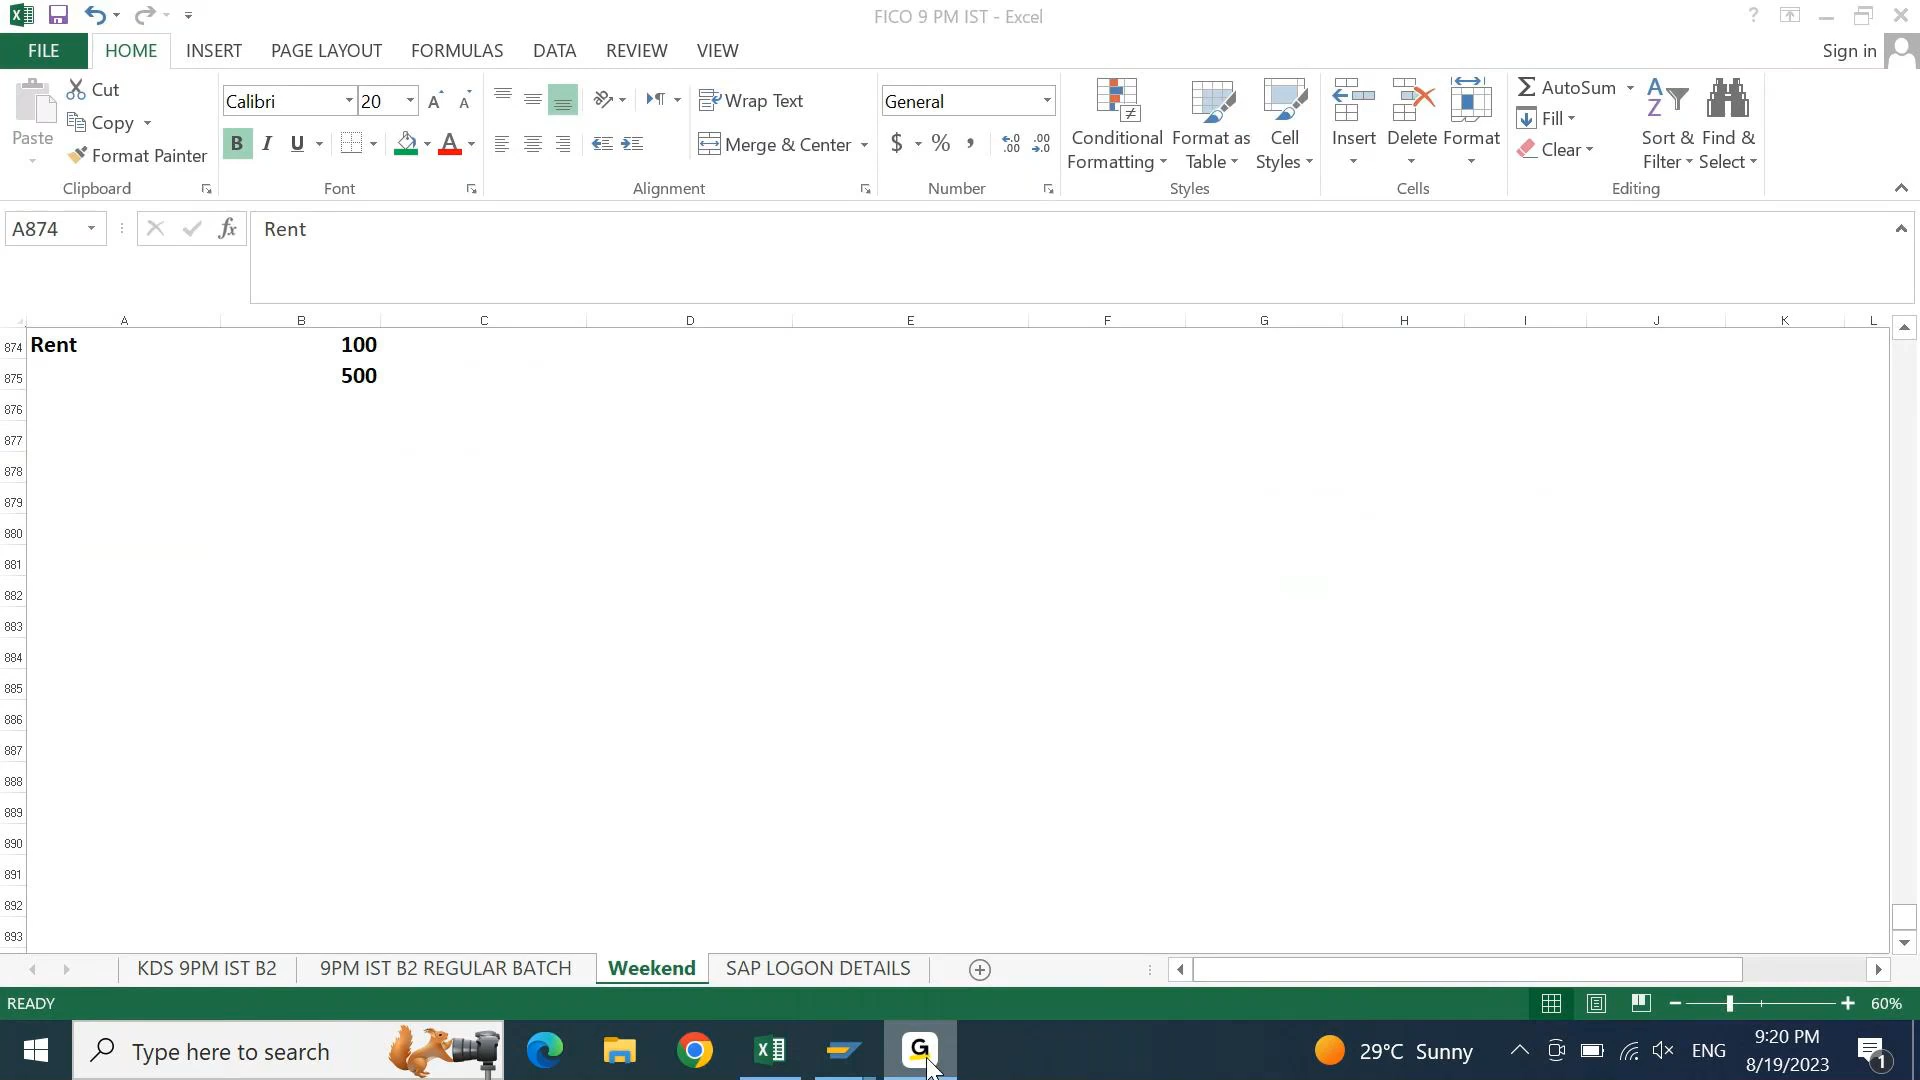 FICO 9 PM IST - Excel
?
FILE HOME INSERT PAGE LAYOUT FORMULAS DATA REVIEW VIEW Sign in
Paste
Cut
Copy
Format Painter
Clipboard
Calibri 20
B I U
Font
Wrap Text
Merge & Center
Alignment
General
$ % ,
Number
Conditional Formatting
Format as Table
Cell Styles
Styles
Insert Delete Format
Cells
AutoSum
Fill
Clear
Sort & Filter
Find & Select
Editing
A874 fx Rent
A B C D E F G H I J K L
874 Rent 100
875 500
876
877
878
879
880
881
882
883
884
885
886
887
888
889
890
891
892
893
KDS 9PM IST B2 9PM IST B2 REGULAR BATCH Weekend SAP LOGON DETAILS
READY 60%
Type here to search
29°C Sunny ENG
9:20 PM
8/19/2023
1